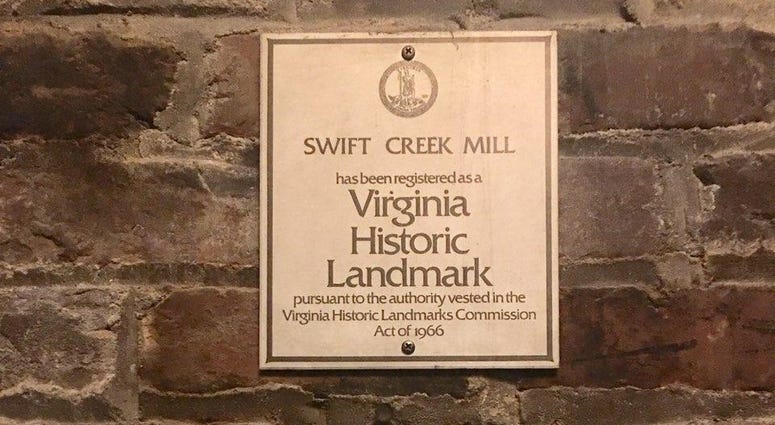 SWIFT CREEK MILL
has been registered as a
Virginia
Historic
Landmark
pursuant to the authority vested in the
Virginia Historic Landmarks Commission
Act of 1966